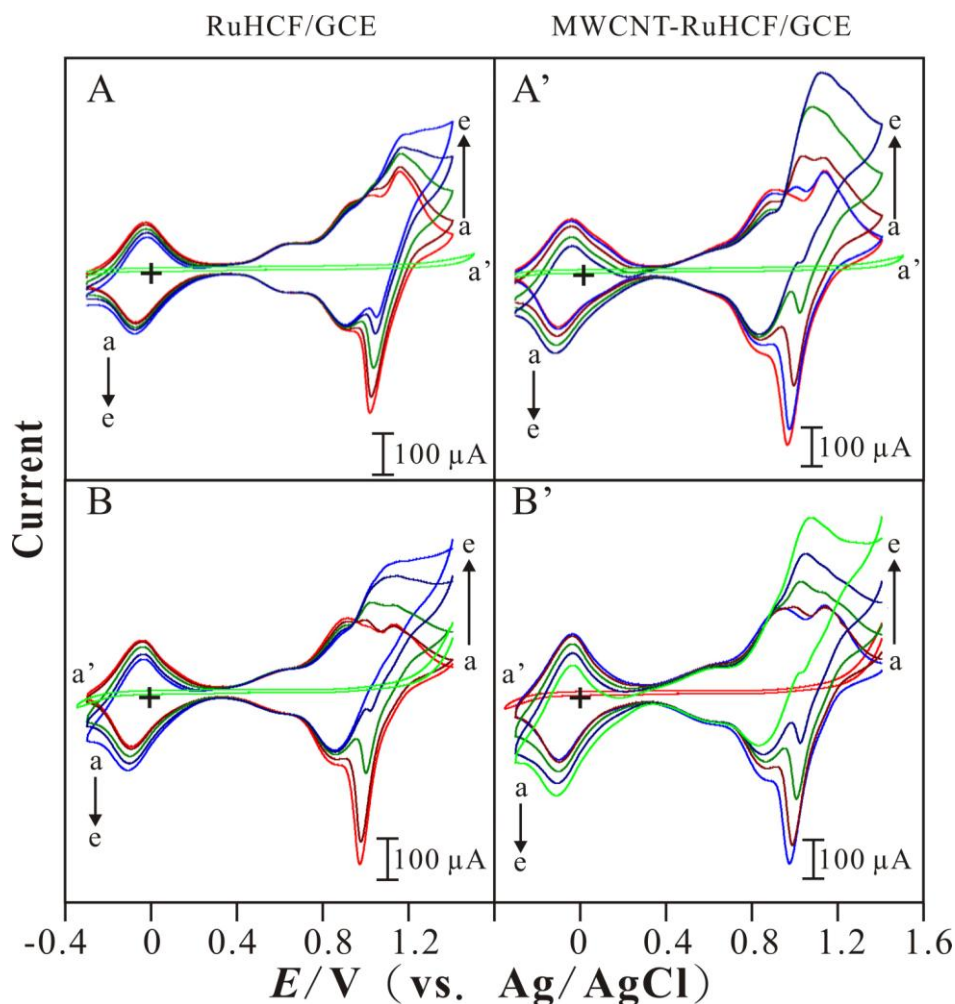 RuHCF/GCE
MWCNT-RuHCF/GCE
A
e
a
a'
a
e
100 µA
A'
e
a
a'
a
e
100 µA
Current
B
e
a
a'
a
e
100 µA
B'
e
a
a'
a
e
100 µA
-0.4 0 0.4 0.8 1.2 0 0.4 0.8 1.2 1.6
E/V (vs. Ag/AgCl)